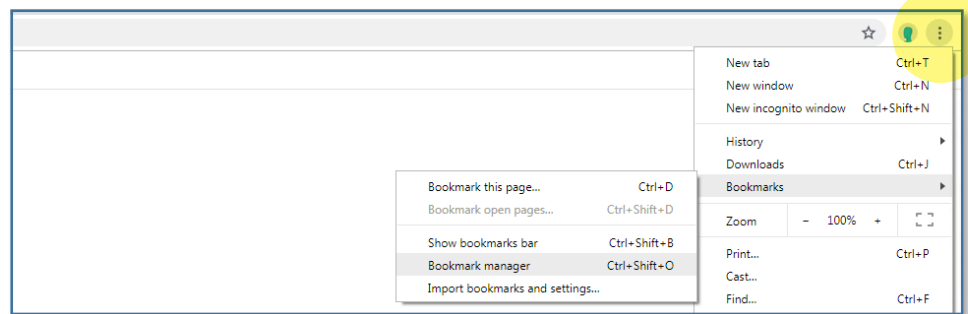 New tab Ctrl+T
New window Ctrl+N
New incognito window Ctrl+Shift+N
History
Downloads Ctrl+J
Bookmarks
Bookmark this page... Ctrl+D
Bookmark open pages... Ctrl+Shift+D
Show bookmarks bar Ctrl+Shift+B
Bookmark manager Ctrl+Shift+O
Import bookmarks and settings...
Zoom - 100% +
Print... Ctrl+P
Cast...
Find... Ctrl+F